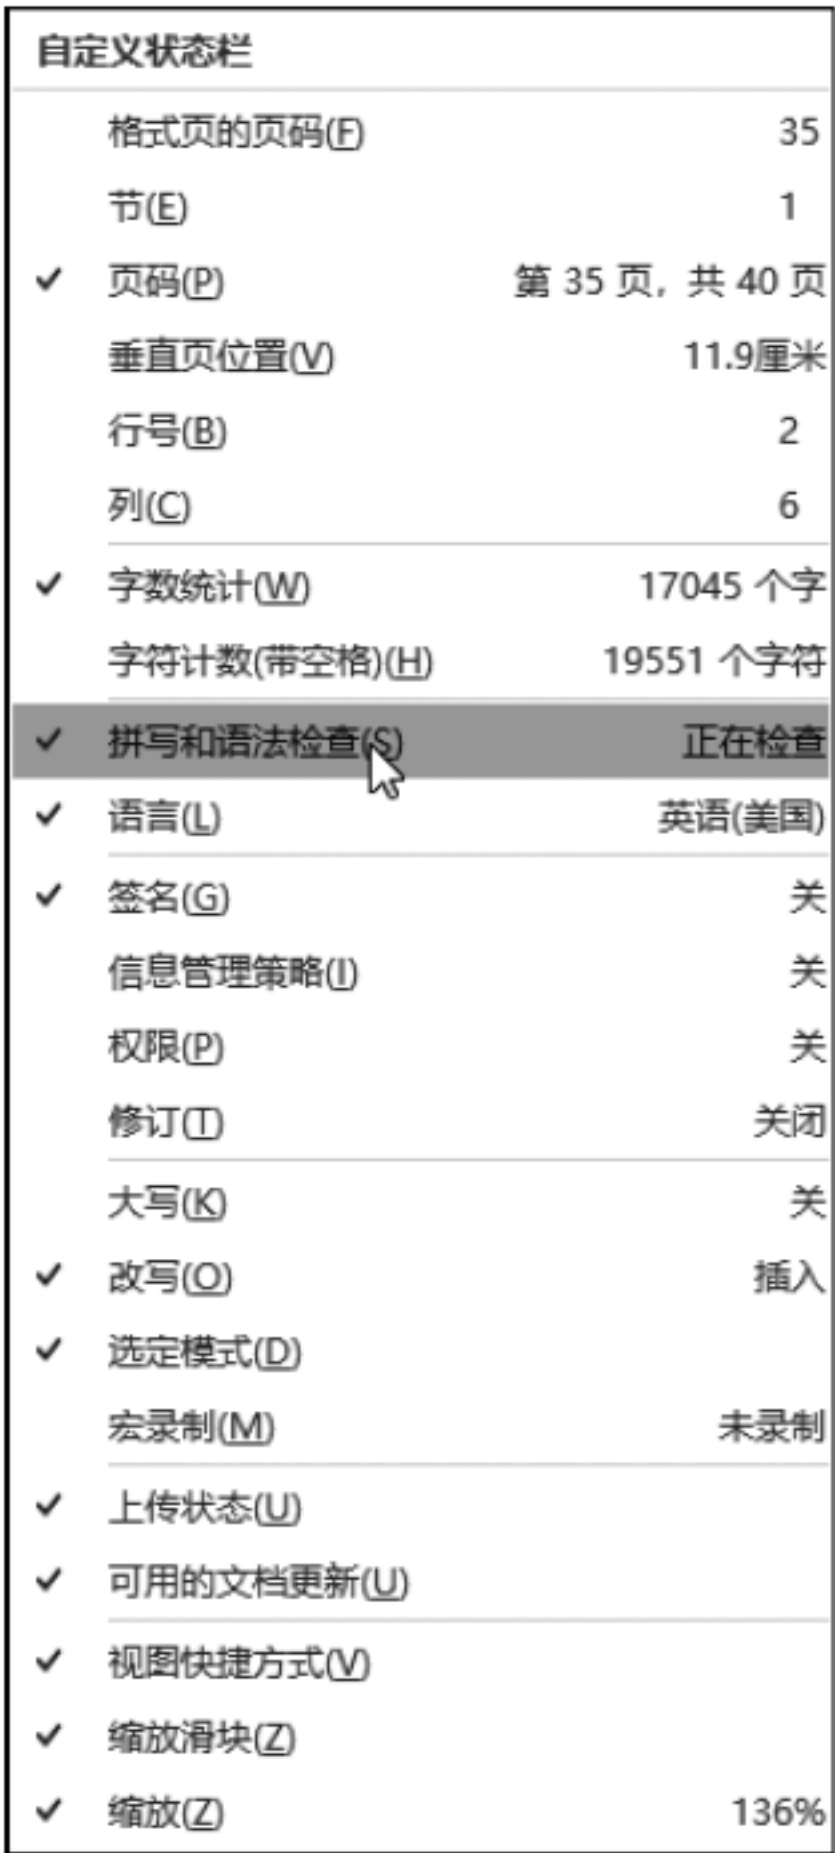 自定义状态栏
格式页的页码(F) 35
节(E) 1
✓ 页码(P) 第 35 页, 共 40 页
垂直页位置(V) 11.9厘米
行号(B) 2
列(C) 6
✓ 字数统计(W) 17045 个字
字符计数(带空格)(H) 19551 个字符
✓ 拼写和语法检查(S) 正在检查
✓ 语言(L) 英语(美国)
✓ 签名(G) 关
信息管理策略(I) 关
权限(P) 关
修订(T) 关闭
大写(K) 关
✓ 改写(O) 插入
✓ 选定模式(D)
宏录制(M) 未录制
✓ 上传状态(U)
✓ 可用的文档更新(U)
✓ 视图快捷方式(V)
✓ 缩放滑块(Z)
✓ 缩放(Z) 136%